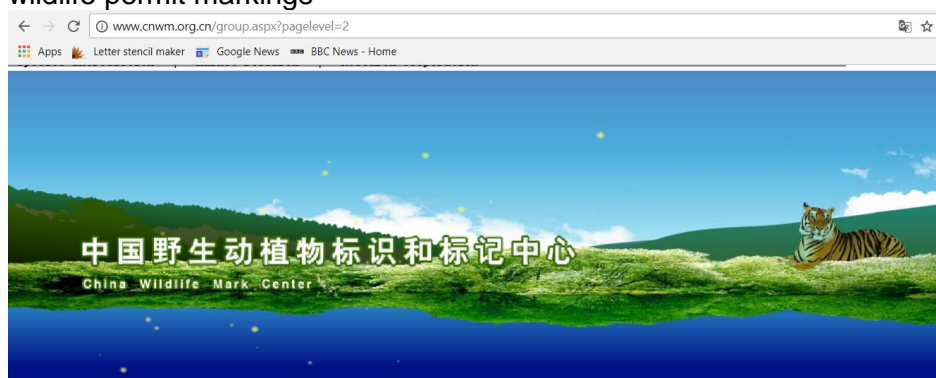 wildlife permit markings
www.cnwm.org.cn/group.aspx?pagelevel=2
Apps Letter stencil maker Google News BBC News - Home
中国野生动植物标识和标记中心
China Wildlife Mark Center